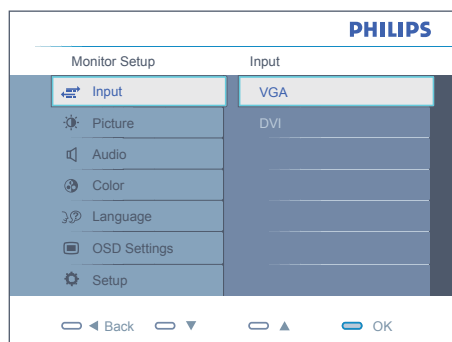 PHILIPS
Monitor Setup
Input
Input
VGA
Picture
DVI
Audio
Color
Language
OSD Settings
Setup
Back
OK